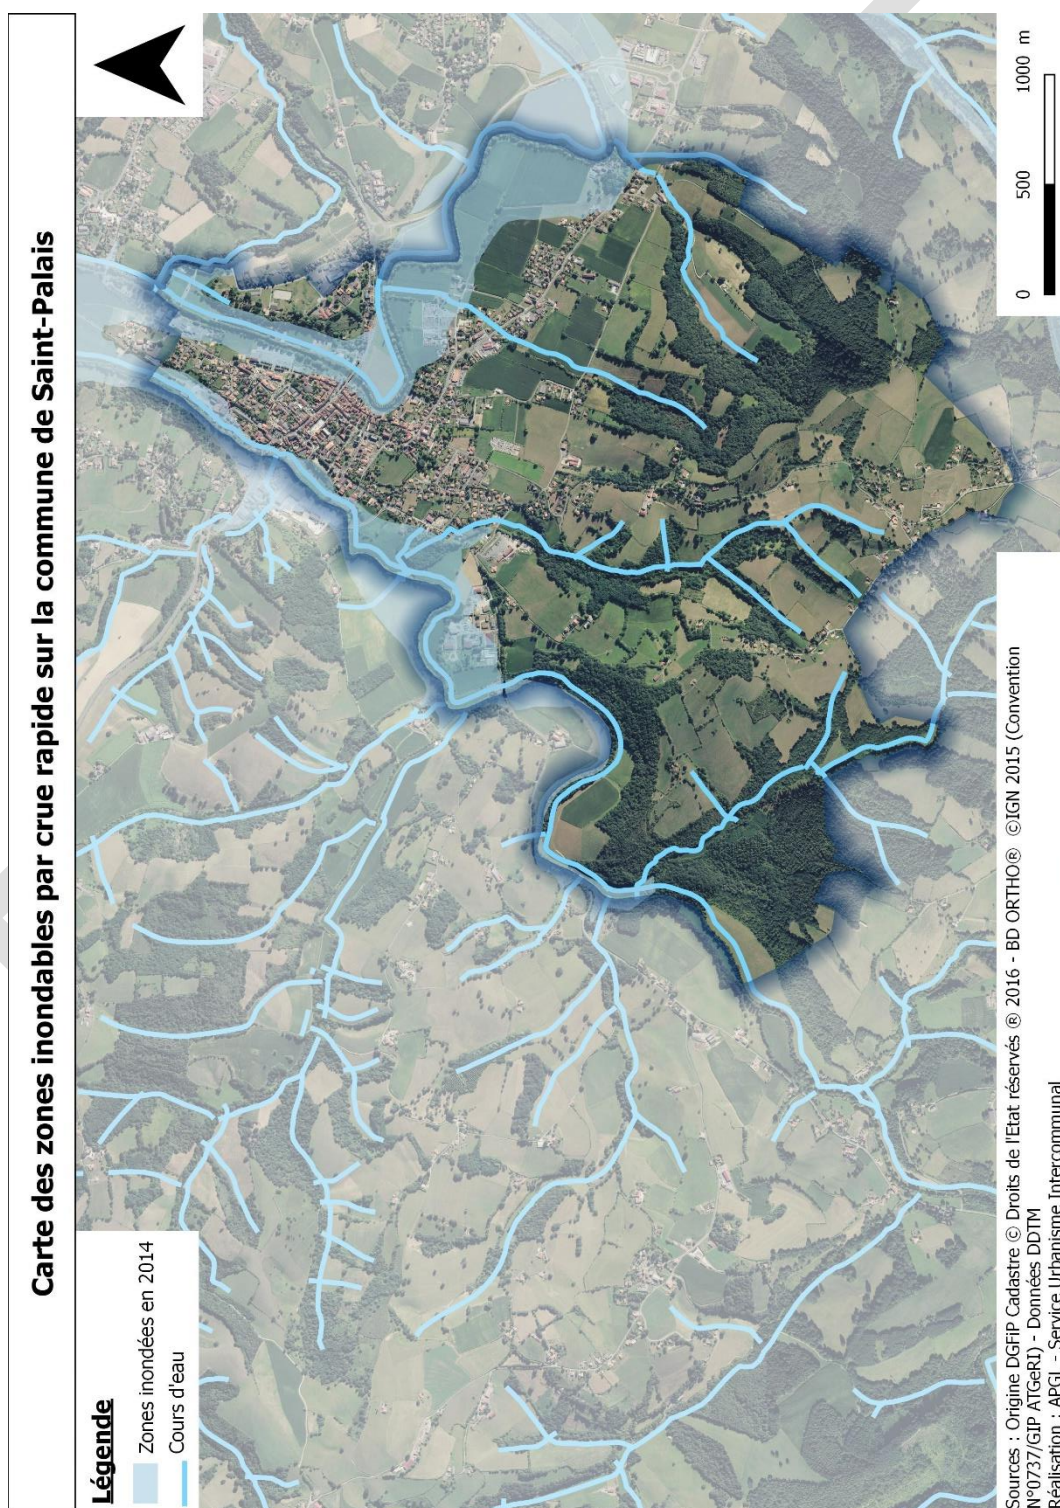 Carte des zones inondables par crue rapide sur la commune de Saint-Palais
Légende
Zones inondées en 2014
Cours d'eau
0 500 1000 m
Sources : Origine DGFiP Cadastre © Droits de l'Etat réservés ® 2016 - BD ORTHO® ©IGN 2015 (Convention
N°0737/GIP ATGeRI) - Données DDTM
Réalisation : APGL - Service Urbanisme Intercommunal